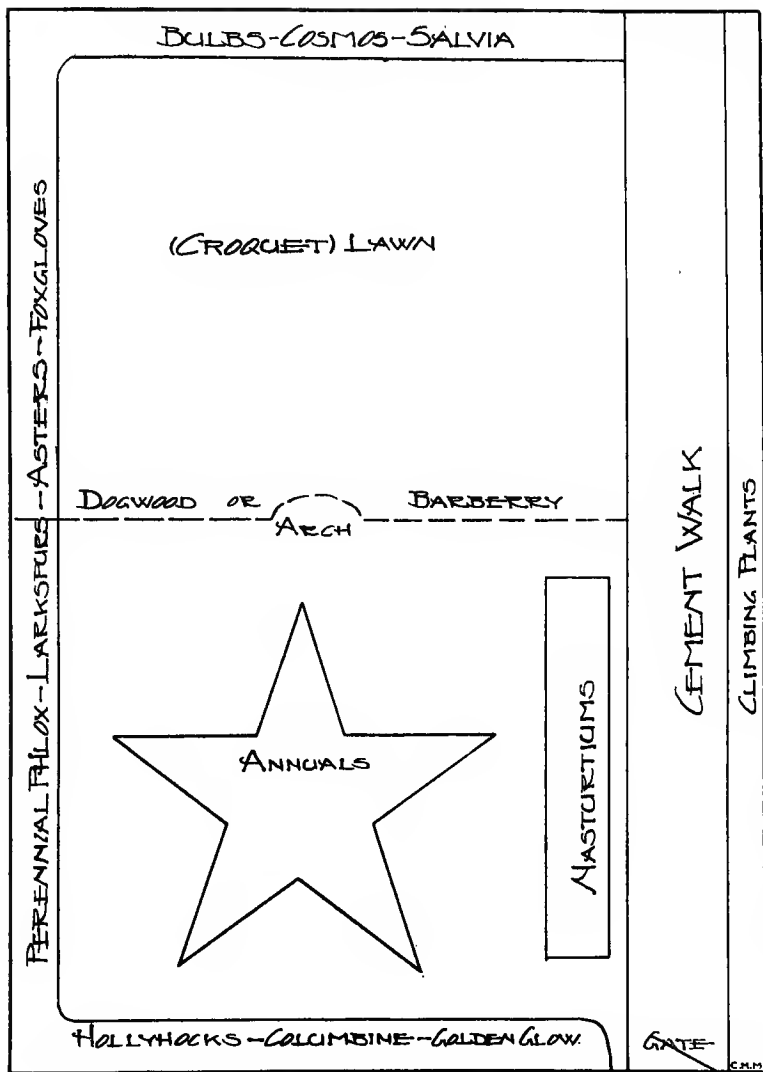 BULBS-COSMOS-SALVIA
(CROQUET) LAWN
PERENNIAL PHLOX-LARKSPURS-ASTERS-FOXGLOVES
DOGWOOD OR BARBERRY
ARCH
ANNUALS
NASTURTIUMS
CEMENT WALK
CLIMBING PLANTS
HOLLYHOCKS-COLUMBINE-GOLDEN GLOW.
GATE
C.M.M